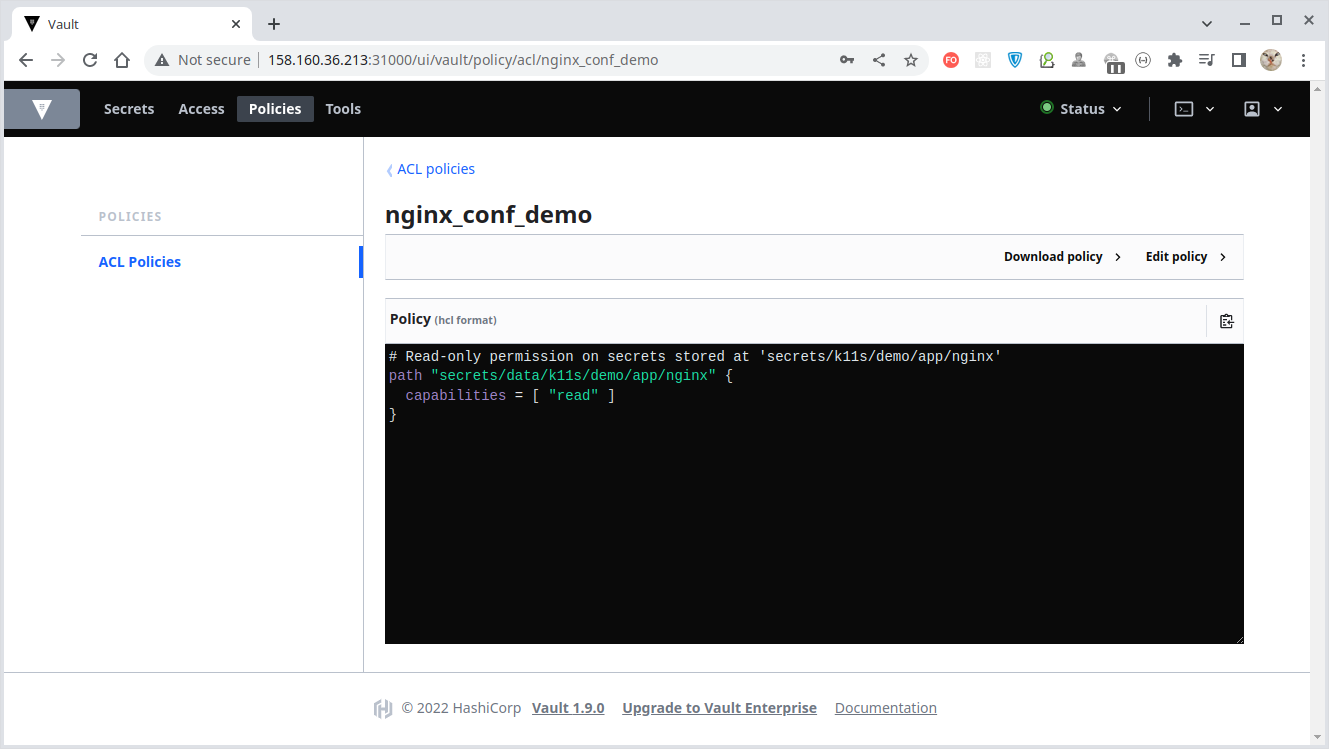 Vault
Not secure
158.160.36.213:31000/ui/vault/policy/acl/nginx_conf_demo
FO
Secrets
Access
Policies
Tools
Status
ACL policies
POLICIES
nginx_conf_demo
Download policy
Edit policy
ACL Policies
Policy (hcl format)
# Read-only permission on secrets stored at 'secrets/k11s/demo/app/nginx'
path "secrets/data/k11s/demo/app/nginx" {
capabilities = [ "read" ]
}
© 2022 HashiCorp Vault 1.9.0 Upgrade to Vault Enterprise Documentation